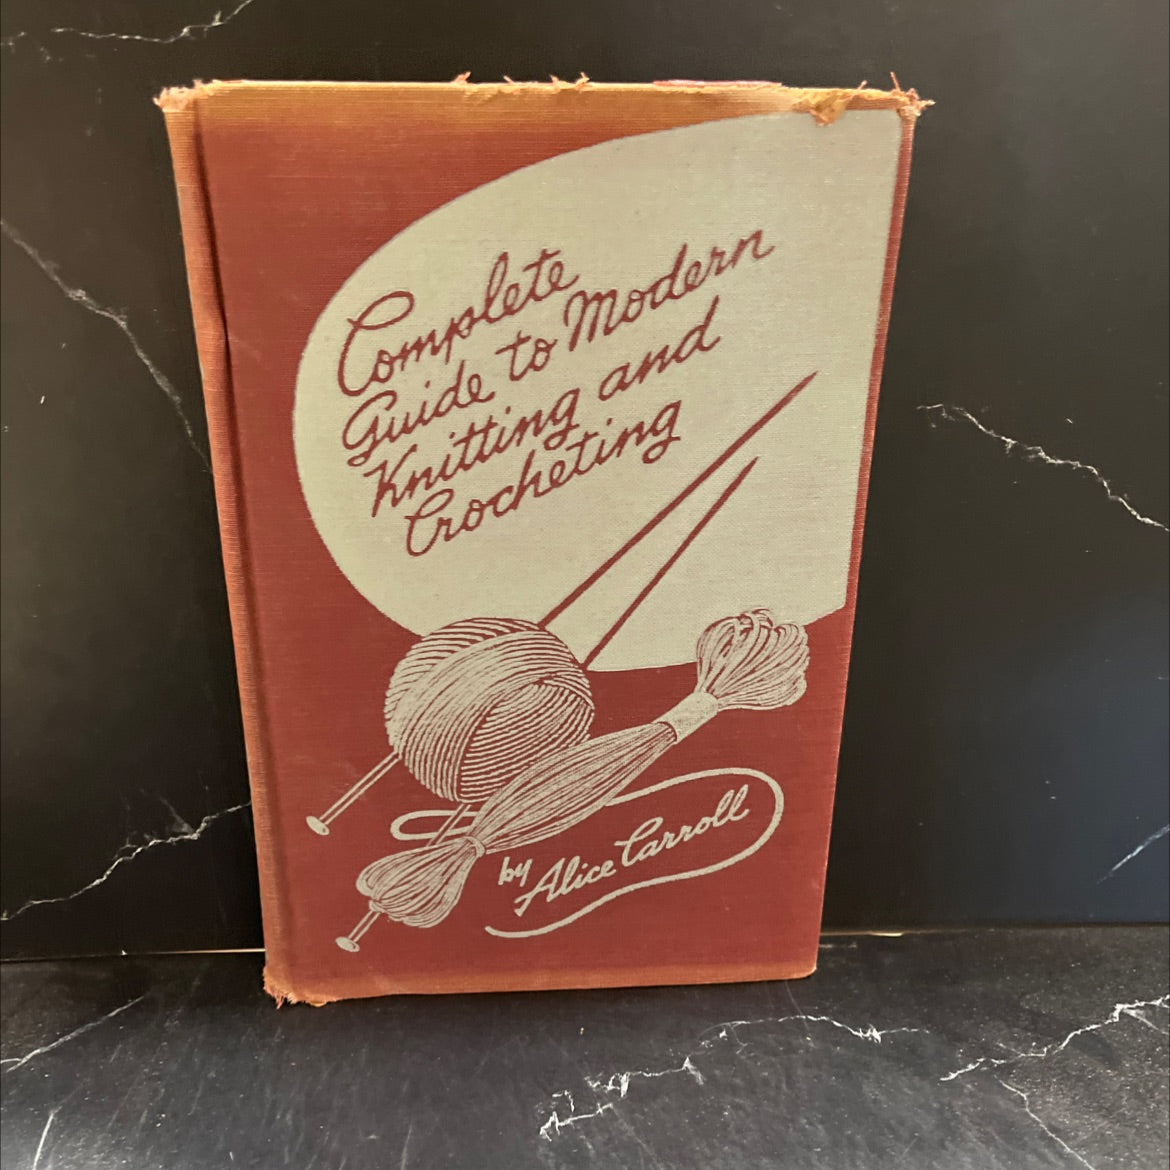 Complete
Guide to Modern
Knitting and
Crocheting
by Alice Carroll